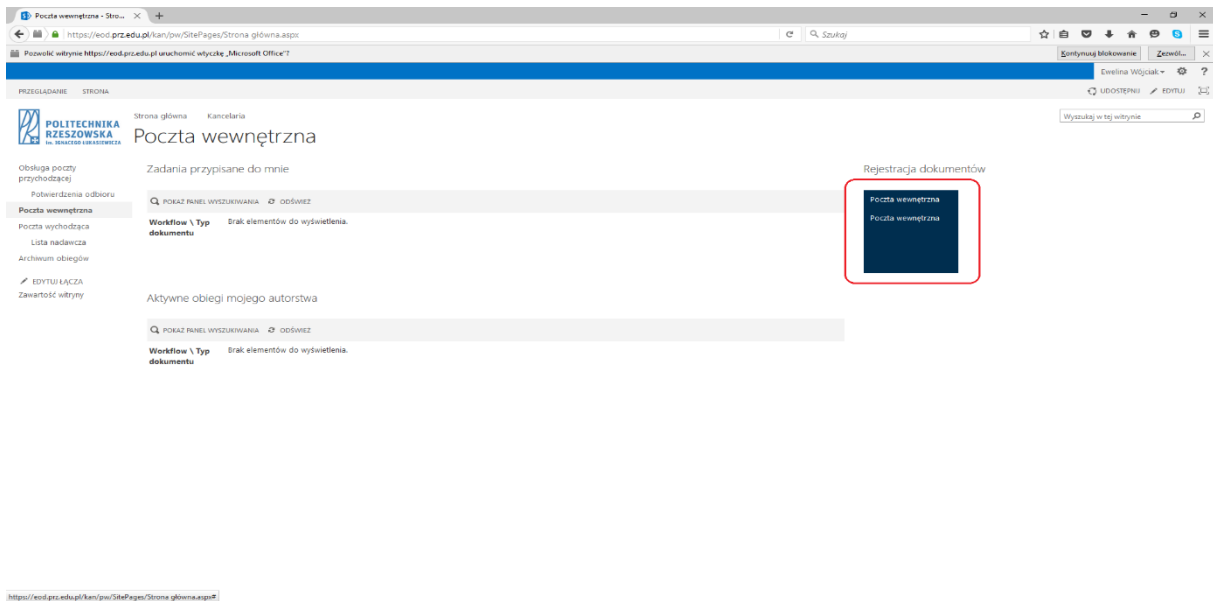 Poczta wewnętrzna - Stro...
https://eod.prz.edu.pl/kan/pw/SitePages/Strona główna.aspx
Szukaj
Pozwolić witrynie https://eod.prz.edu.pl uruchomić wtyczkę „Microsoft Office"?
Kontynuuj blokowanie
Zezwól...
Ewelina Wójciak
?
PRZEGLĄDANIE STRONA
UDOSTĘPNIJ EDYTUJ
POLITECHNIKA
RZESZOWSKA
im. IGNACEGO ŁUKASIEWICZA
Strona główna Kancelaria
Poczta wewnętrzna
Wyszukaj w tej witrynie
Obsługa poczty
przychodzącej
Potwierdzenia odbioru
Poczta wewnętrzna
Poczta wychodząca
Lista nadawcza
Archiwum obiegów
EDYTUJ ŁĄCZA
Zawartość witryny
Zadania przypisane do mnie
POKAŻ PANEL WYSZUKIWANIA ODŚWIEŻ
Workflow \ Typ
dokumentu
Brak elementów do wyświetlenia.
Aktywne obiegi mojego autorstwa
POKAŻ PANEL WYSZUKIWANIA ODŚWIEŻ
Workflow \ Typ
dokumentu
Brak elementów do wyświetlenia.
Rejestracja dokumentów
Poczta wewnętrzna
Poczta wewnętrzna
https://eod.prz.edu.pl/kan/pw/SitePages/Strona główna.aspx#